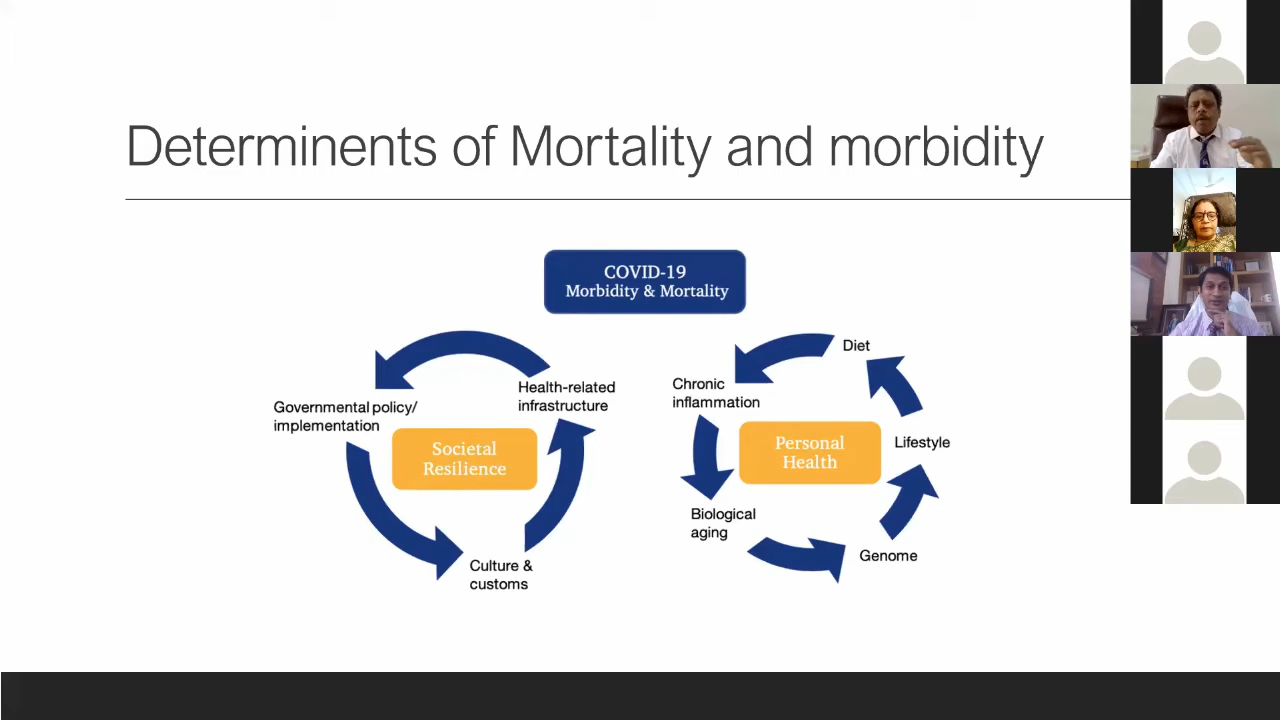 Determinents of Mortality and morbidity
COVID-19
Morbidity & Mortality
Governmental policy/
implementation
Health-related
infrastructure
Societal
Resilience
Culture &
customs
Diet
Chronic
inflammation
Lifestyle
Personal
Health
Biological
aging
Genome